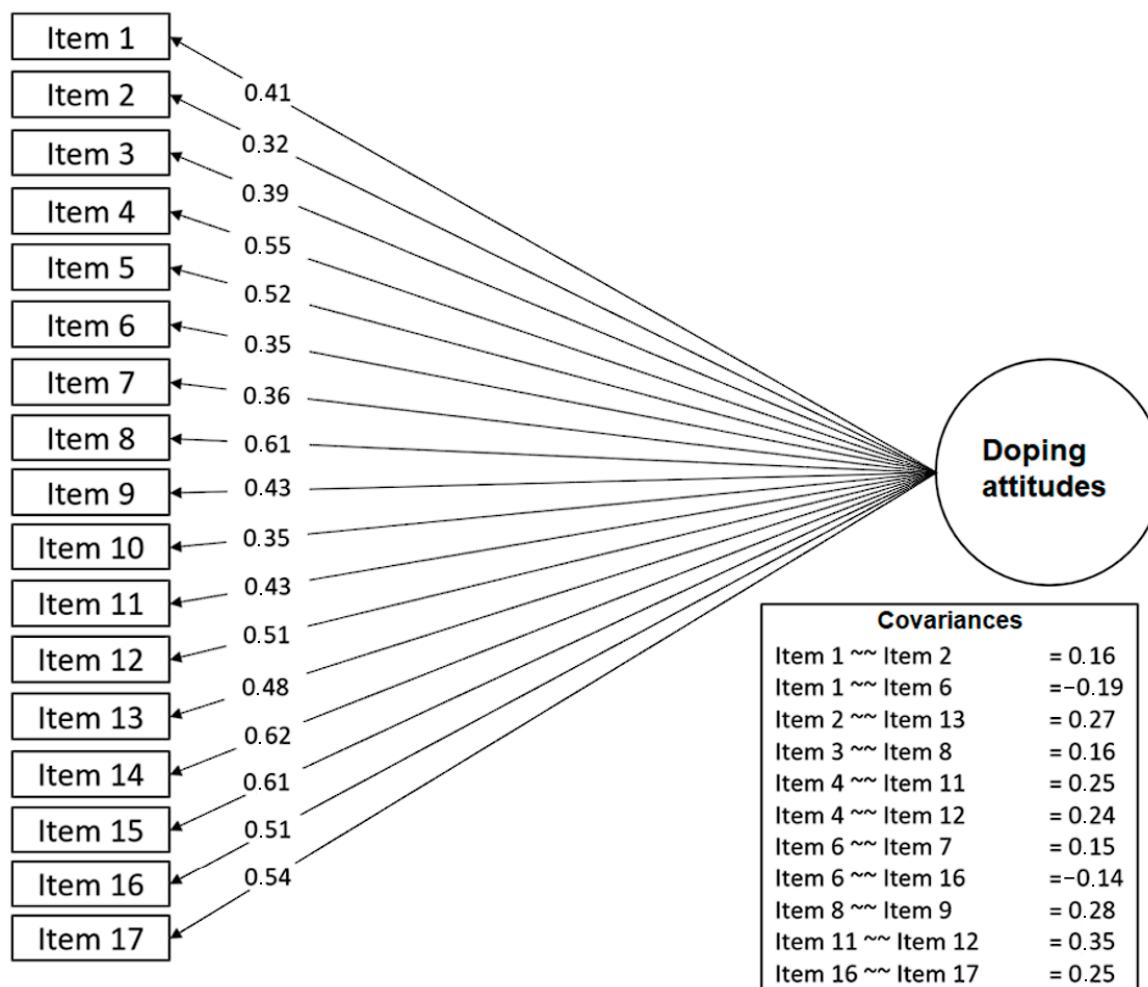 Item 1
0.41
Item 2
0.32
Item 3
0.39
Item 4
0.55
Item 5
0.52
Item 6
0.35
Item 7
0.36
Item 8
0.61
Item 9
0.43
Item 10
0.35
Item 11
0.43
Item 12
0.51
Item 13
0.48
Item 14
0.62
Item 15
0.61
Item 16
0.51
Item 17
0.54
Doping
attitudes
Covariances
Item 1 ~~ Item 2 = 0.16
Item 1 ~~ Item 6 =−0.19
Item 2 ~~ Item 13 = 0.27
Item 3 ~~ Item 8 = 0.16
Item 4 ~~ Item 11 = 0.25
Item 4 ~~ Item 12 = 0.24
Item 6 ~~ Item 7 = 0.15
Item 6 ~~ Item 16 =−0.14
Item 8 ~~ Item 9 = 0.28
Item 11 ~~ Item 12 = 0.35
Item 16 ~~ Item 17 = 0.25